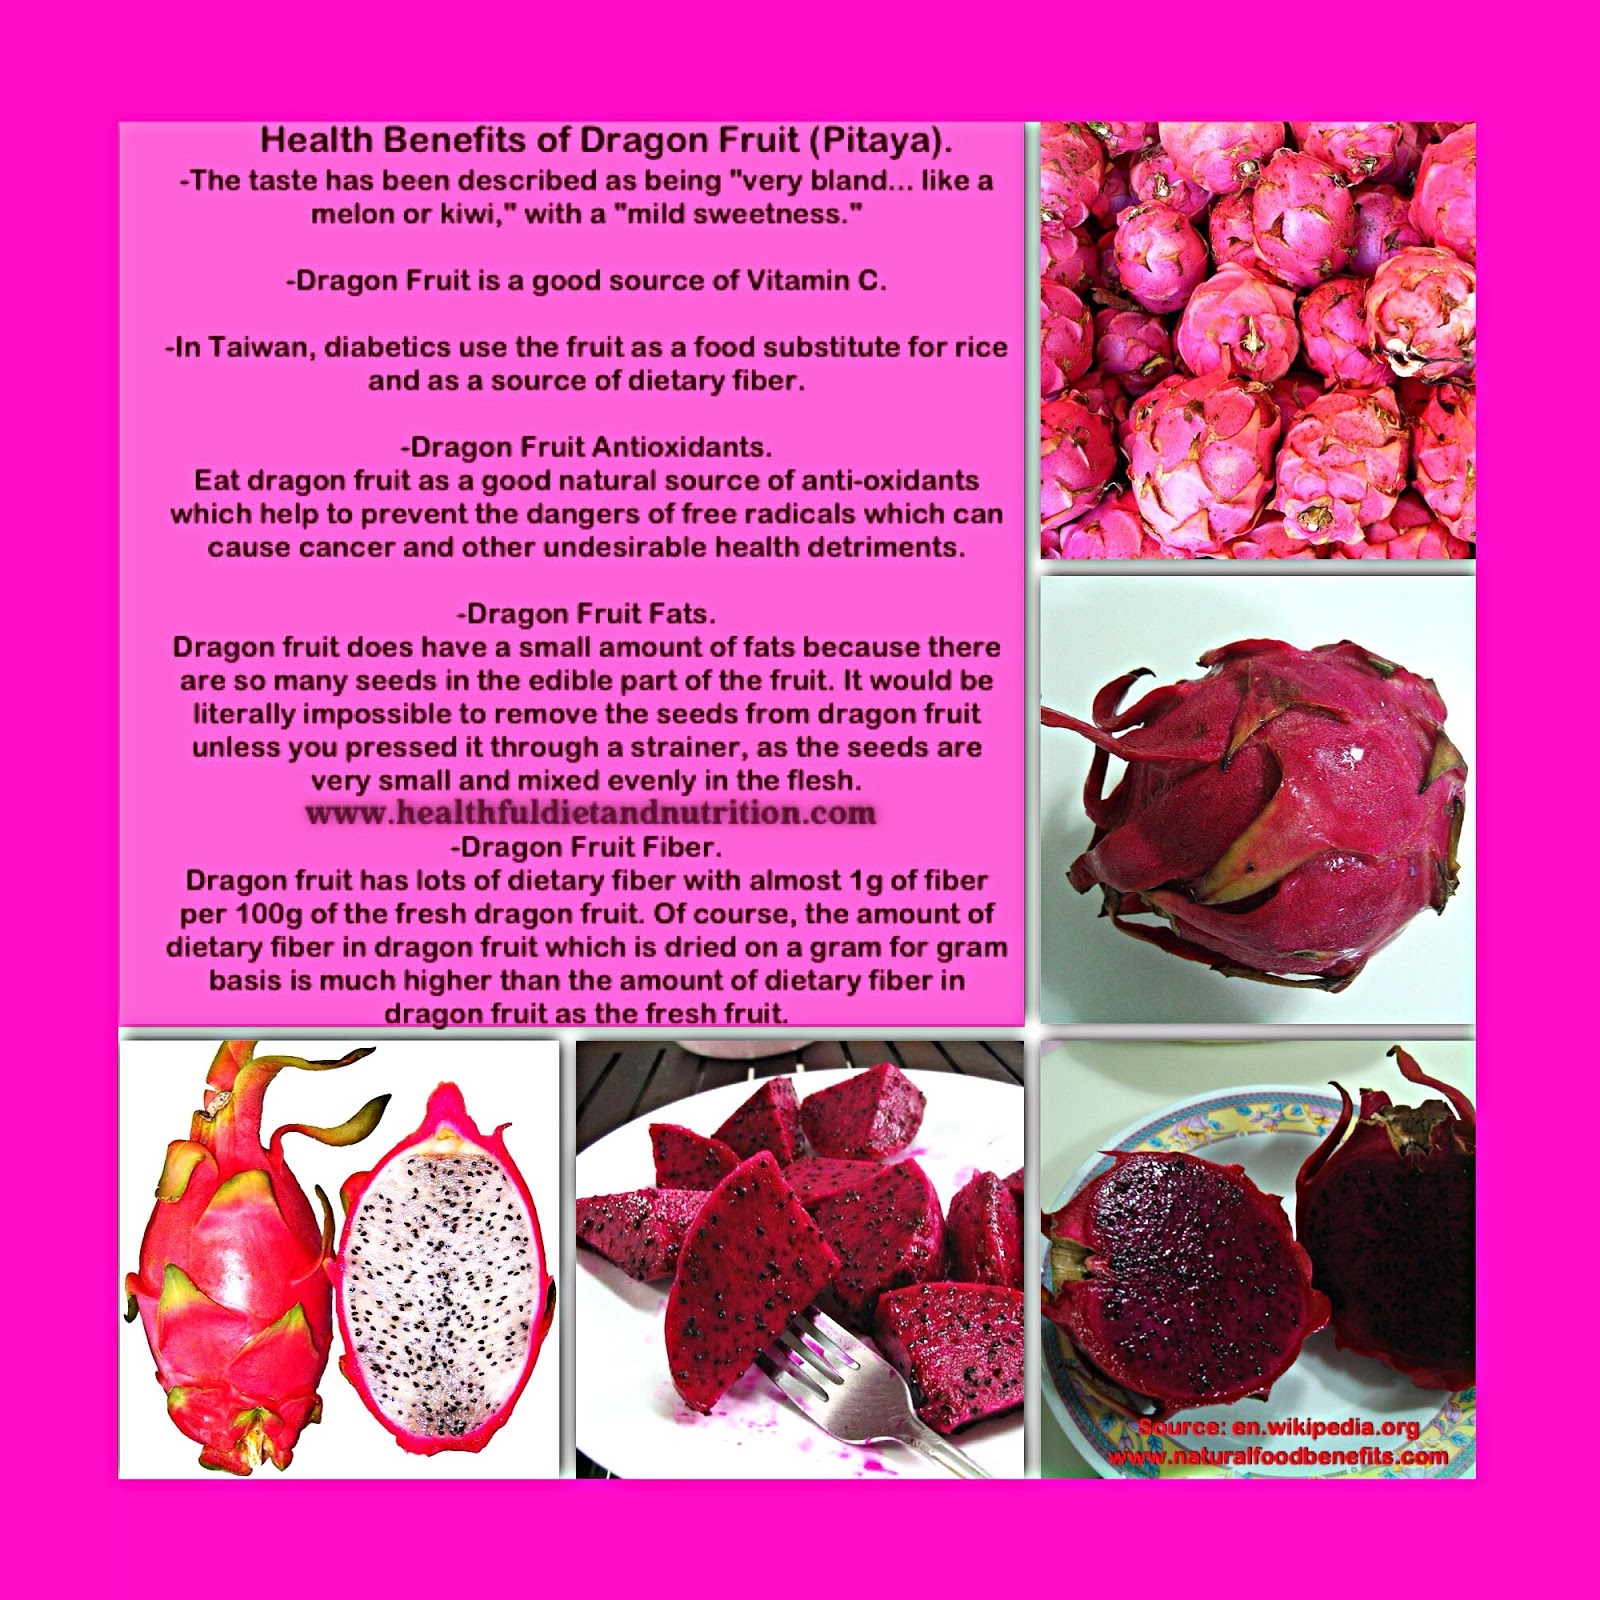 Health Benefits of Dragon Fruit (Pitaya).
-The taste has been described as being "very bland... like a
melon or kiwi," with a "mild sweetness."
-Dragon Fruit is a good source of Vitamin C.
-In Taiwan, diabetics use the fruit as a food substitute for rice
and as a source of dietary fiber.
-Dragon Fruit Antioxidants.
Eat dragon fruit as a good natural source of anti-oxidants
which help to prevent the dangers of free radicals which can
cause cancer and other undesirable health detriments.
-Dragon Fruit Fats.
Dragon fruit does have a small amount of fats because there
are so many seeds in the edible part of the fruit. It would be
literally impossible to remove the seeds from dragon fruit
unless you pressed it through a strainer, as the seeds are
very small and mixed evenly in the flesh.
www.healthfuldietandnutrition.com
-Dragon Fruit Fiber.
Dragon fruit has lots of dietary fiber with almost 1g of fiber
per 100g of the fresh dragon fruit. Of course, the amount of
dietary fiber in dragon fruit which is dried on a gram for gram
basis is much higher than the amount of dietary fiber in
dragon fruit as the fresh fruit.
Source: en.wikipedia.org
www.naturalfoodbenefits.com